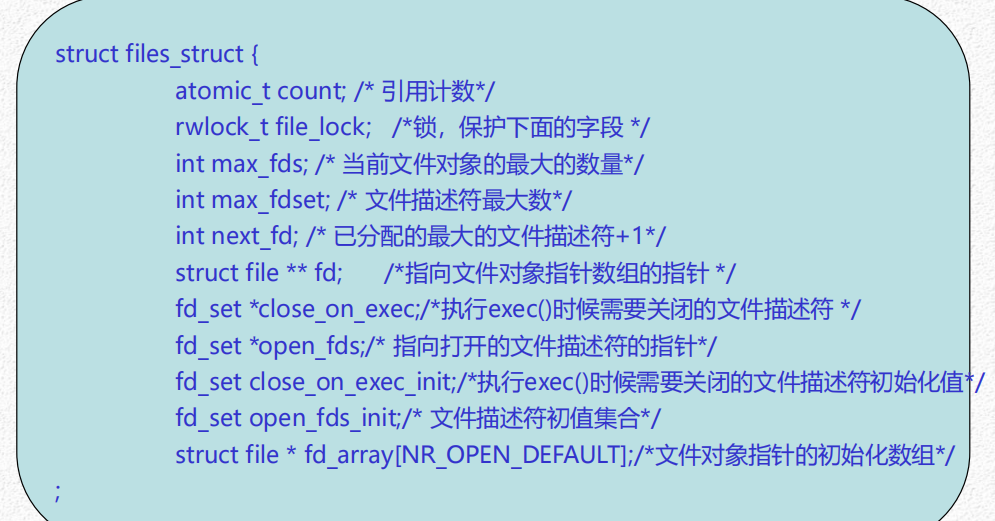 struct files_struct {
atomic_t count; /* 引用计数*/
rwlock_t file_lock; /*锁，保护下面的字段 */
int max_fds; /* 当前文件对象的最大的数量*/
int max_fdset; /* 文件描述符最大数*/
int next_fd; /* 已分配的最大的文件描述符+1*/
struct file ** fd; /*指向文件对象指针数组的指针 */
fd_set *close_on_exec;/*执行exec()时候需要关闭的文件描述符 */
fd_set *open_fds;/* 指向打开的文件描述符的指针*/
fd_set close_on_exec_init;/*执行exec()时候需要关闭的文件描述符初始化值*/
fd_set open_fds_init;/* 文件描述符初值集合*/
struct file * fd_array[NR_OPEN_DEFAULT];/*文件对象指针的初始化数组*/
;